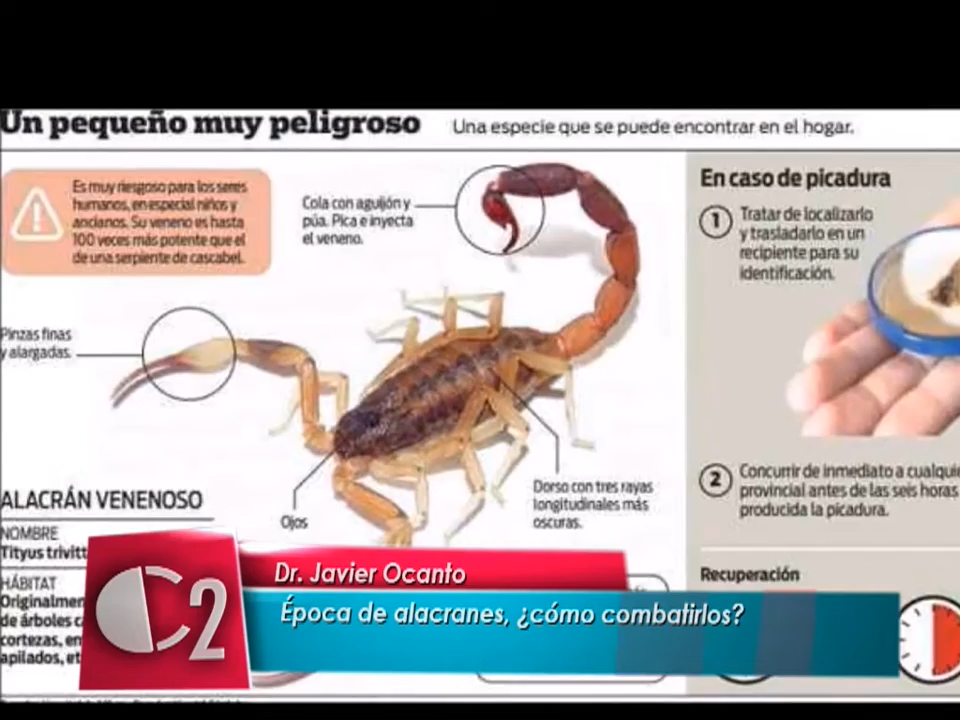 Un pequeño muy peligroso
Una especie que se puede encontrar en el hogar.
Es muy riesgoso para los seres
humanos, en especial niños y
ancianos. Su veneno es hasta
100 veces más potente que el
de una serpiente de cascabel.
Cola con aguijón y
púa. Pica e inyecta
el veneno.
Pinzas finas
y alargadas.
Ojos
Dorso con tres rayas
longitudinales más
oscuras.
ALACRÁN VENENOSO
NOMBRE
Tityus trivitt
HÁBITAT
Originalmen
de árboles c
cortezas, en
apilados, et
En caso de picadura
1
Tratar de localizarlo
y trasladarlo en un
recipiente para su
identificación.
2
Concurrir de inmediato a cualquie
provincial antes de las seis horas
producida la picadura.
Recuperación
C2
Dr. Javier Ocanto
Época de alacranes, ¿cómo combatirlos?